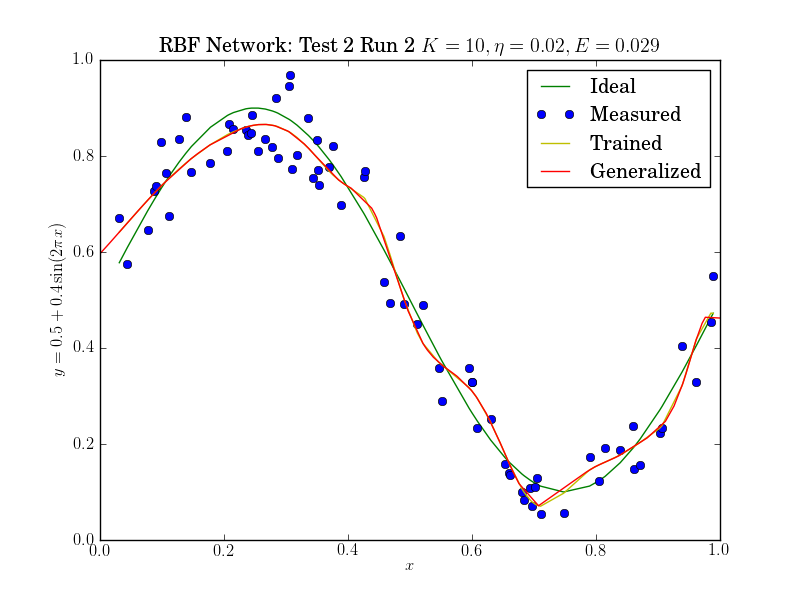 RBF Network: Test 2 Run 2 K = 10, η = 0.02, E = 0.029
Ideal
Measured
Trained
Generalized
y = 0.5 + 0.4 sin(2πx)
1.0
0.8
0.6
0.4
0.2
0.0
0.0 0.2 0.4 0.6 0.8 1.0
x